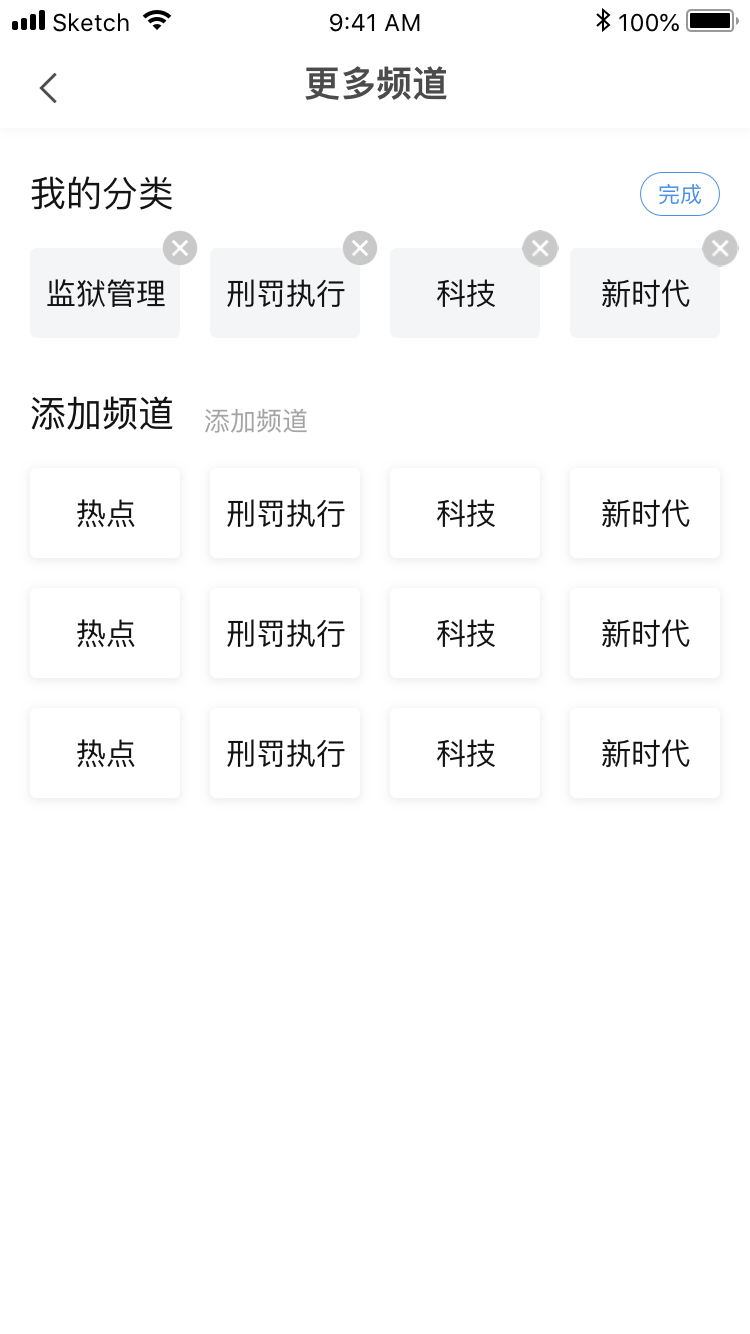 Sketch 9:41 AM 100%
更多频道
我的分类 完成
监狱管理 刑罚执行 科技 新时代
添加频道 添加频道
热点 刑罚执行 科技 新时代
热点 刑罚执行 科技 新时代
热点 刑罚执行 科技 新时代